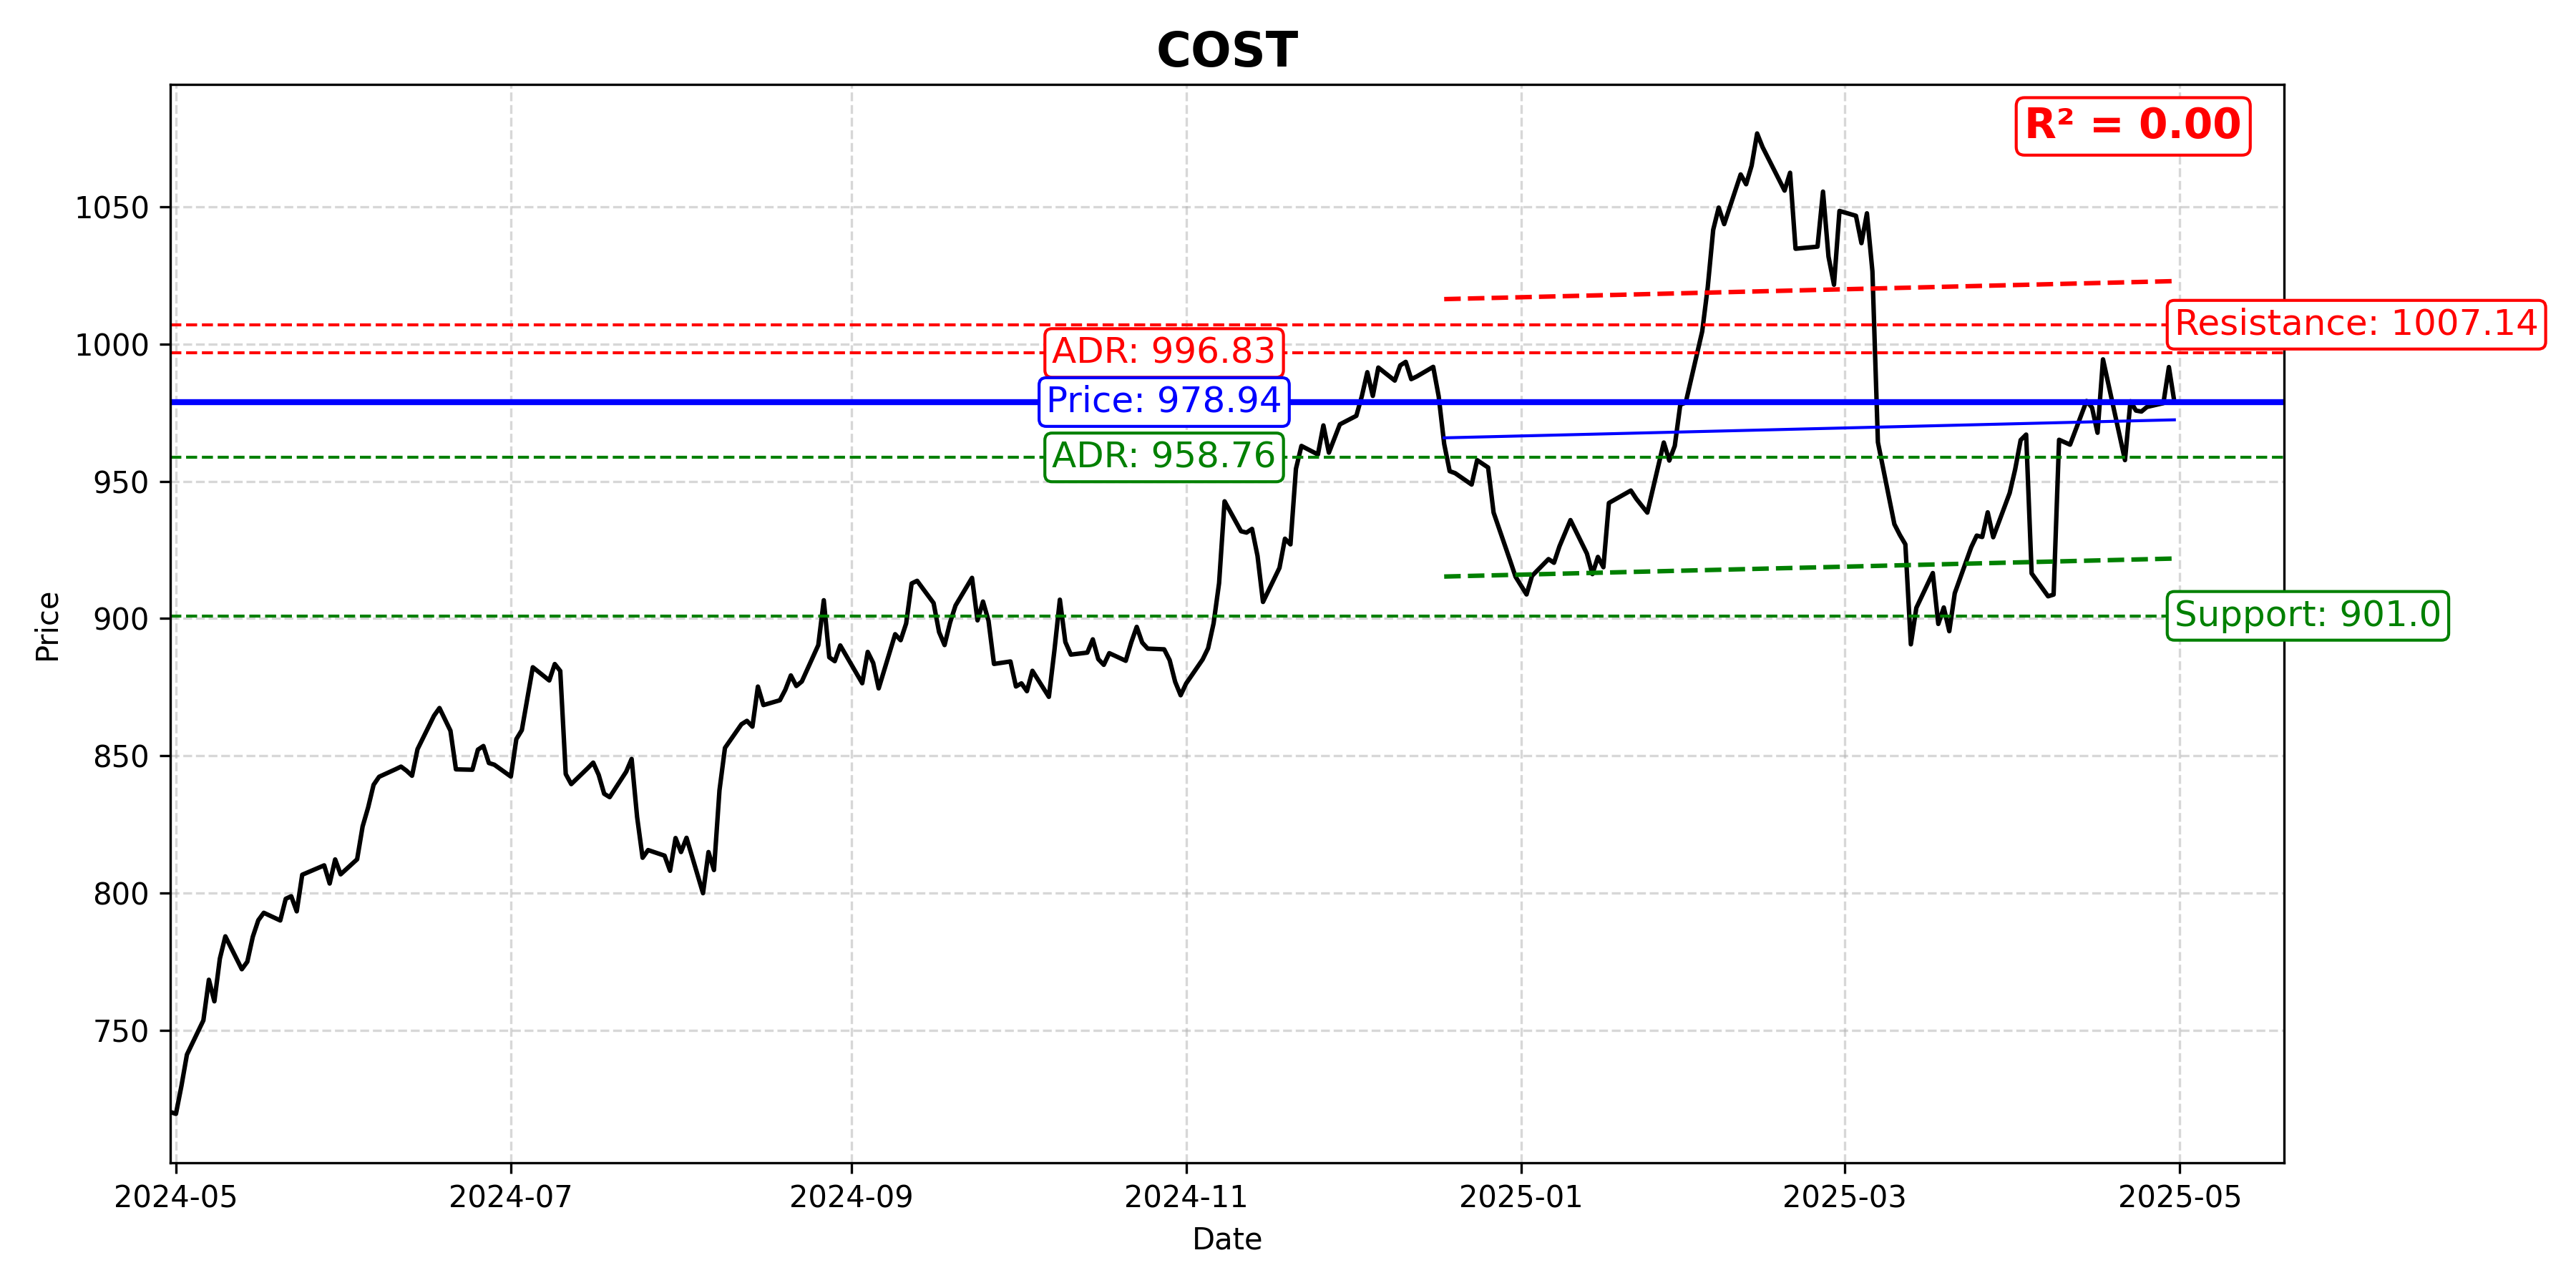 COST
R² = 0.00
1050
1000
950
900
850
800
750
Price
Resistance: 1007.14
ADR: 996.83
Price: 978.94
ADR: 958.76
Support: 901.0
2024-05
2024-07
2024-09
2024-11
2025-01
2025-03
2025-05
Date